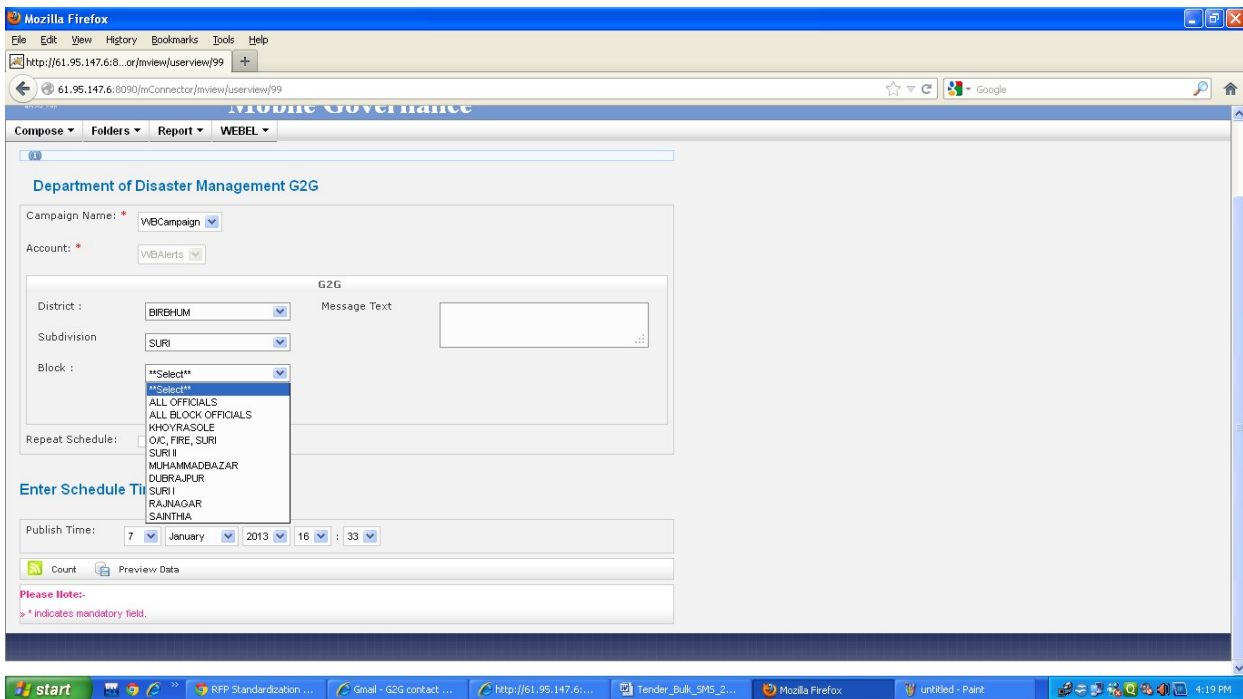 Mozilla Firefox
File Edit View History Bookmarks Tools Help
http://61.95.147.6:8...or/mview/userview/99 +
61.95.147.6:8090/mConnector/mview/userview/99 Google
Mobile Governance
Compose Folders Report WEBEL
Department of Disaster Management G2G
Campaign Name: * WBCampaign
Account: * WBAlerts
G2G
District : BIRBHUM Message Text
Subdivision SURI
Block : **Select**
**Select**
ALL OFFICIALS
ALL BLOCK OFFICIALS
KHOYRASOLE
O/C, FIRE, SURI
SURI II
MUHAMMADBAZAR
DUBRAJPUR
SURI I
RAJNAGAR
SAINTHIA
Repeat Schedule:
Enter Schedule Ti
Publish Time: 7 January 2013 16 : 33
Count Preview Data
Please Note:-
» * indicates mandatory field.
start RFP Standardization ... Gmail - G2G contact ... http://61.95.147.6:... Tender_Bulk_SMS_2... Mozilla Firefox untitled - Paint 4:19 PM